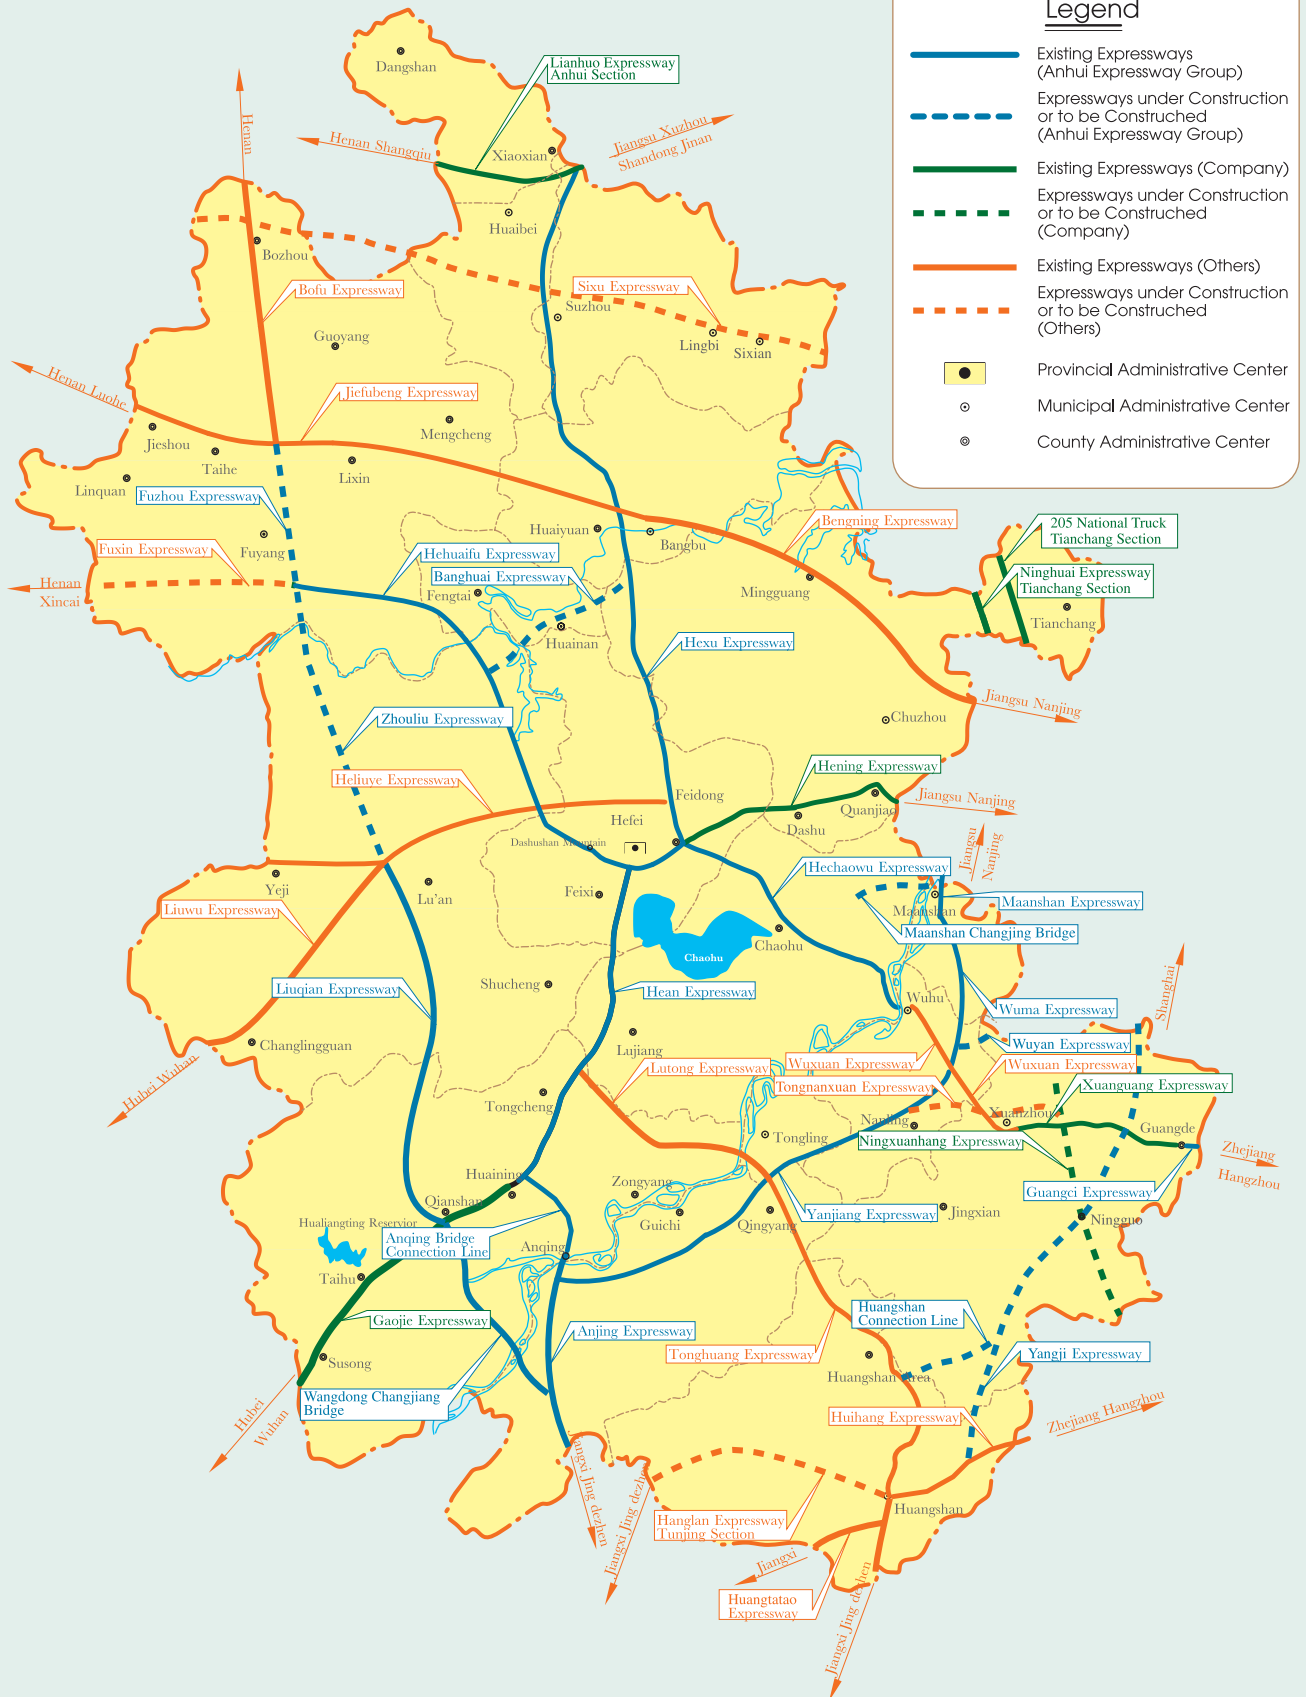 Legend
Existing Expressways
(Anhui Expressway Group)
Expressways under Construction
or to be Construched
(Anhui Expressway Group)
Existing Expressways (Company)
Expressways under Construction
or to be Construched
(Company)
Existing Expressways (Others)
Expressways under Construction
or to be Construched
(Others)
Provincial Administrative Center
Municipal Administrative Center
County Administrative Center
Dangshan
Lianhuo Expressway
Anhui Section
Henan
Henan Shangqiu
Xiaoxian
Jiangsu Xuzhou
Shandong Jinan
Huaibei
Bozhou
Bofu Expressway
Sixu Expressway
Suzhou
Guoyang
Lingbi
Sixian
Henan Luohe
Jiefubeng Expressway
Jieshou
Mengcheng
Taihe
Lixin
Linquan
Fuzhou Expressway
Huaiyuan
Bangbu
Bengning Expressway
205 National Truck
Tianchang Section
Fuxin Expressway
Fuyang
Hehuaifu Expressway
Banghuai Expressway
Ninghuai Expressway
Tianchang Section
Henan
Xincai
Fengtai
Mingguang
Tianchang
Huainan
Hexu Expressway
Jiangsu Nanjing
Zhouliu Expressway
Chuzhou
Heliuye Expressway
Hening Expressway
Feidong
Jiangsu Nanjing
Quanjiao
Hefei
Dashu
Dashushan Mountain
Jiangsu
Nanjing
Hechaowu Expressway
Yeji
Lu'an
Feixi
Maanshan
Maanshan Expressway
Liuwu Expressway
Maanshan Changjing Bridge
Chaohu
Chaohu
Shucheng
Liuqian Expressway
Hean Expressway
Wuhu
Wuma Expressway
Shanghai
Changlingguan
Lujiang
Wuyan Expressway
Hubei Wuhan
Lutong Expressway
Wuxuan Expressway
Wuxuan Expressway
Tongnanxuan Expressway
Xuanguang Expressway
Tongcheng
Nanling
Xuanzhou
Guangde
Tongling
Ningxuanhang Expressway
Zhejiang
Hangzhou
Huaining
Zongyang
Guangci Expressway
Qianshan
Guichi
Qingyang
Yanjiang Expressway
Jingxian
Ningguo
Hualiangting Reservior
Anqing Bridge
Connection Line
Anqing
Taihu
Gaojie Expressway
Huangshan
Connection Line
Anjing Expressway
Tonghuang Expressway
Yangji Expressway
Susong
Huangshan Area
Wangdong Changjiang
Bridge
Hubei
Wuhan
Huihang Expressway
Zhejiang Hangzhou
Jiangxi Jing dezhen
Jiangxi Jing dezhen
Huangshan
Hanglan Expressway
Tunjing Section
Jiangxi
Huangtatao
Expressway
Jiangxi Jing dezhen